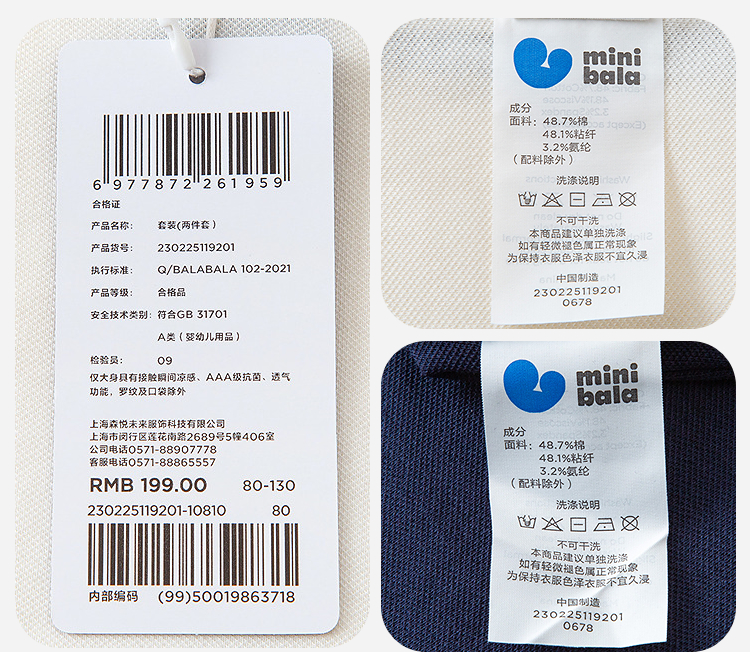 6 977872 261959
合格证
产品名称: 套装(两件套)
产品货号: 230225119201
执行标准: Q/BALABALA 102-2021
产品等级: 合格品
安全技术类别: 符合GB 31701
A类（婴幼儿用品）
检验员: 09
仅大身具有接触瞬间凉感、AAA级抗菌、透气
功能，罗纹及口袋除外
上海森悦未来服饰科技有限公司
上海市闵行区莲花南路2689号5幢406室
公司电话0571-88907778
客服电话0571-88865557
RMB 199.00 80-130
230225119201-10810 80
内部编码 (99)50019863718
mini
bala
成分
面料: 48.7%棉
48.1%粘纤
3.2%氨纶
（配料除外）
洗涤说明
不可干洗
本商品建议单独洗涤
如有轻微褪色属正常现象
为保持衣服色泽衣服不宜久浸
中国制造
230225119201
0678
mini
bala
成分
面料: 48.7%棉
48.1%粘纤
3.2%氨纶
（配料除外）
洗涤说明
不可干洗
本商品建议单独洗涤
如有轻微褪色属正常现象
为保持衣服色泽衣服不宜久浸
中国制造
230225119201
0678